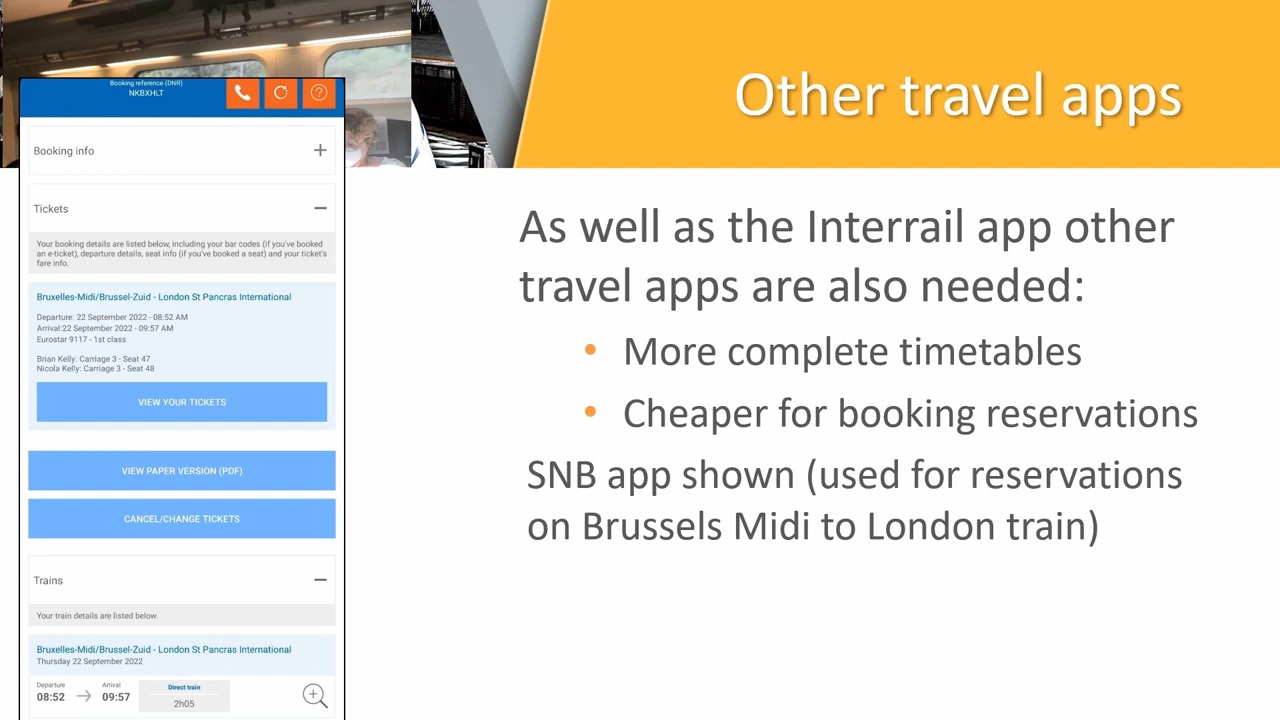 Other travel apps
Booking reference (DNR)
NKBXHLT
Booking info
Tickets
Your booking details are listed below, including your bar codes (if you've booked
an e-ticket), departure details, seat info (if you've booked a seat) and your ticket's
fare info.
Bruxelles-Midi/Brussel-Zuid - London St Pancras International
Departure: 22 September 2022 - 08:52 AM
Arrival:22 September 2022 - 09:57 AM
Eurostar 9117 - 1st class
Brian Kelly: Carriage 3 - Seat 47
Nicola Kelly: Carriage 3 - Seat 48
VIEW YOUR TICKETS
VIEW PAPER VERSION (PDF)
CANCEL/CHANGE TICKETS
Trains
Your train details are listed below.
Bruxelles-Midi/Brussel-Zuid - London St Pancras International
Thursday 22 September 2022
Departure Arrival Direct train
08:52 → 09:57 2h05
As well as the Interrail app other
travel apps are also needed:
• More complete timetables
• Cheaper for booking reservations
SNB app shown (used for reservations
on Brussels Midi to London train)